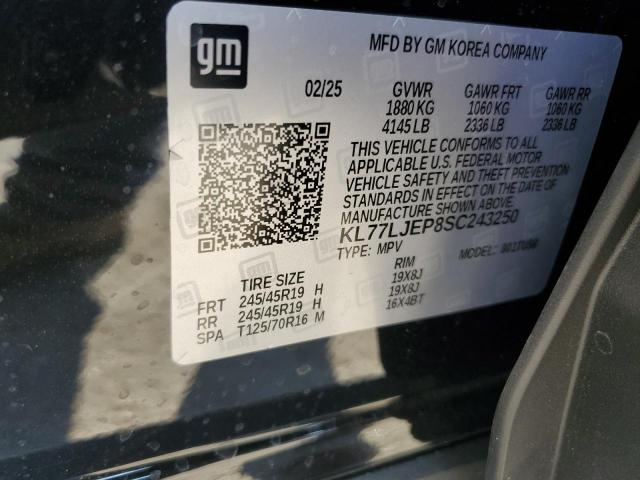 gm
MFD BY GM KOREA COMPANY
02/25 GVWR GAWR FRT GAWR RR
1880 KG 1060 KG 1060 KG
4145 LB 2336 LB 2336 LB
THIS VEHICLE CONFORMS TO ALL
APPLICABLE U.S. FEDERAL MOTOR
VEHICLE SAFETY AND THEFT PREVENTION
STANDARDS IN EFFECT ON THE DATE OF
MANUFACTURE SHOWN ABOVE.
KL77LJEP8SC243250
TYPE: MPV MODEL:
TIRE SIZE RIM
FRT 245/45R19 H 19X8J
RR 245/45R19 H 19X8J
SPA T125/70R16 M 16X4BT